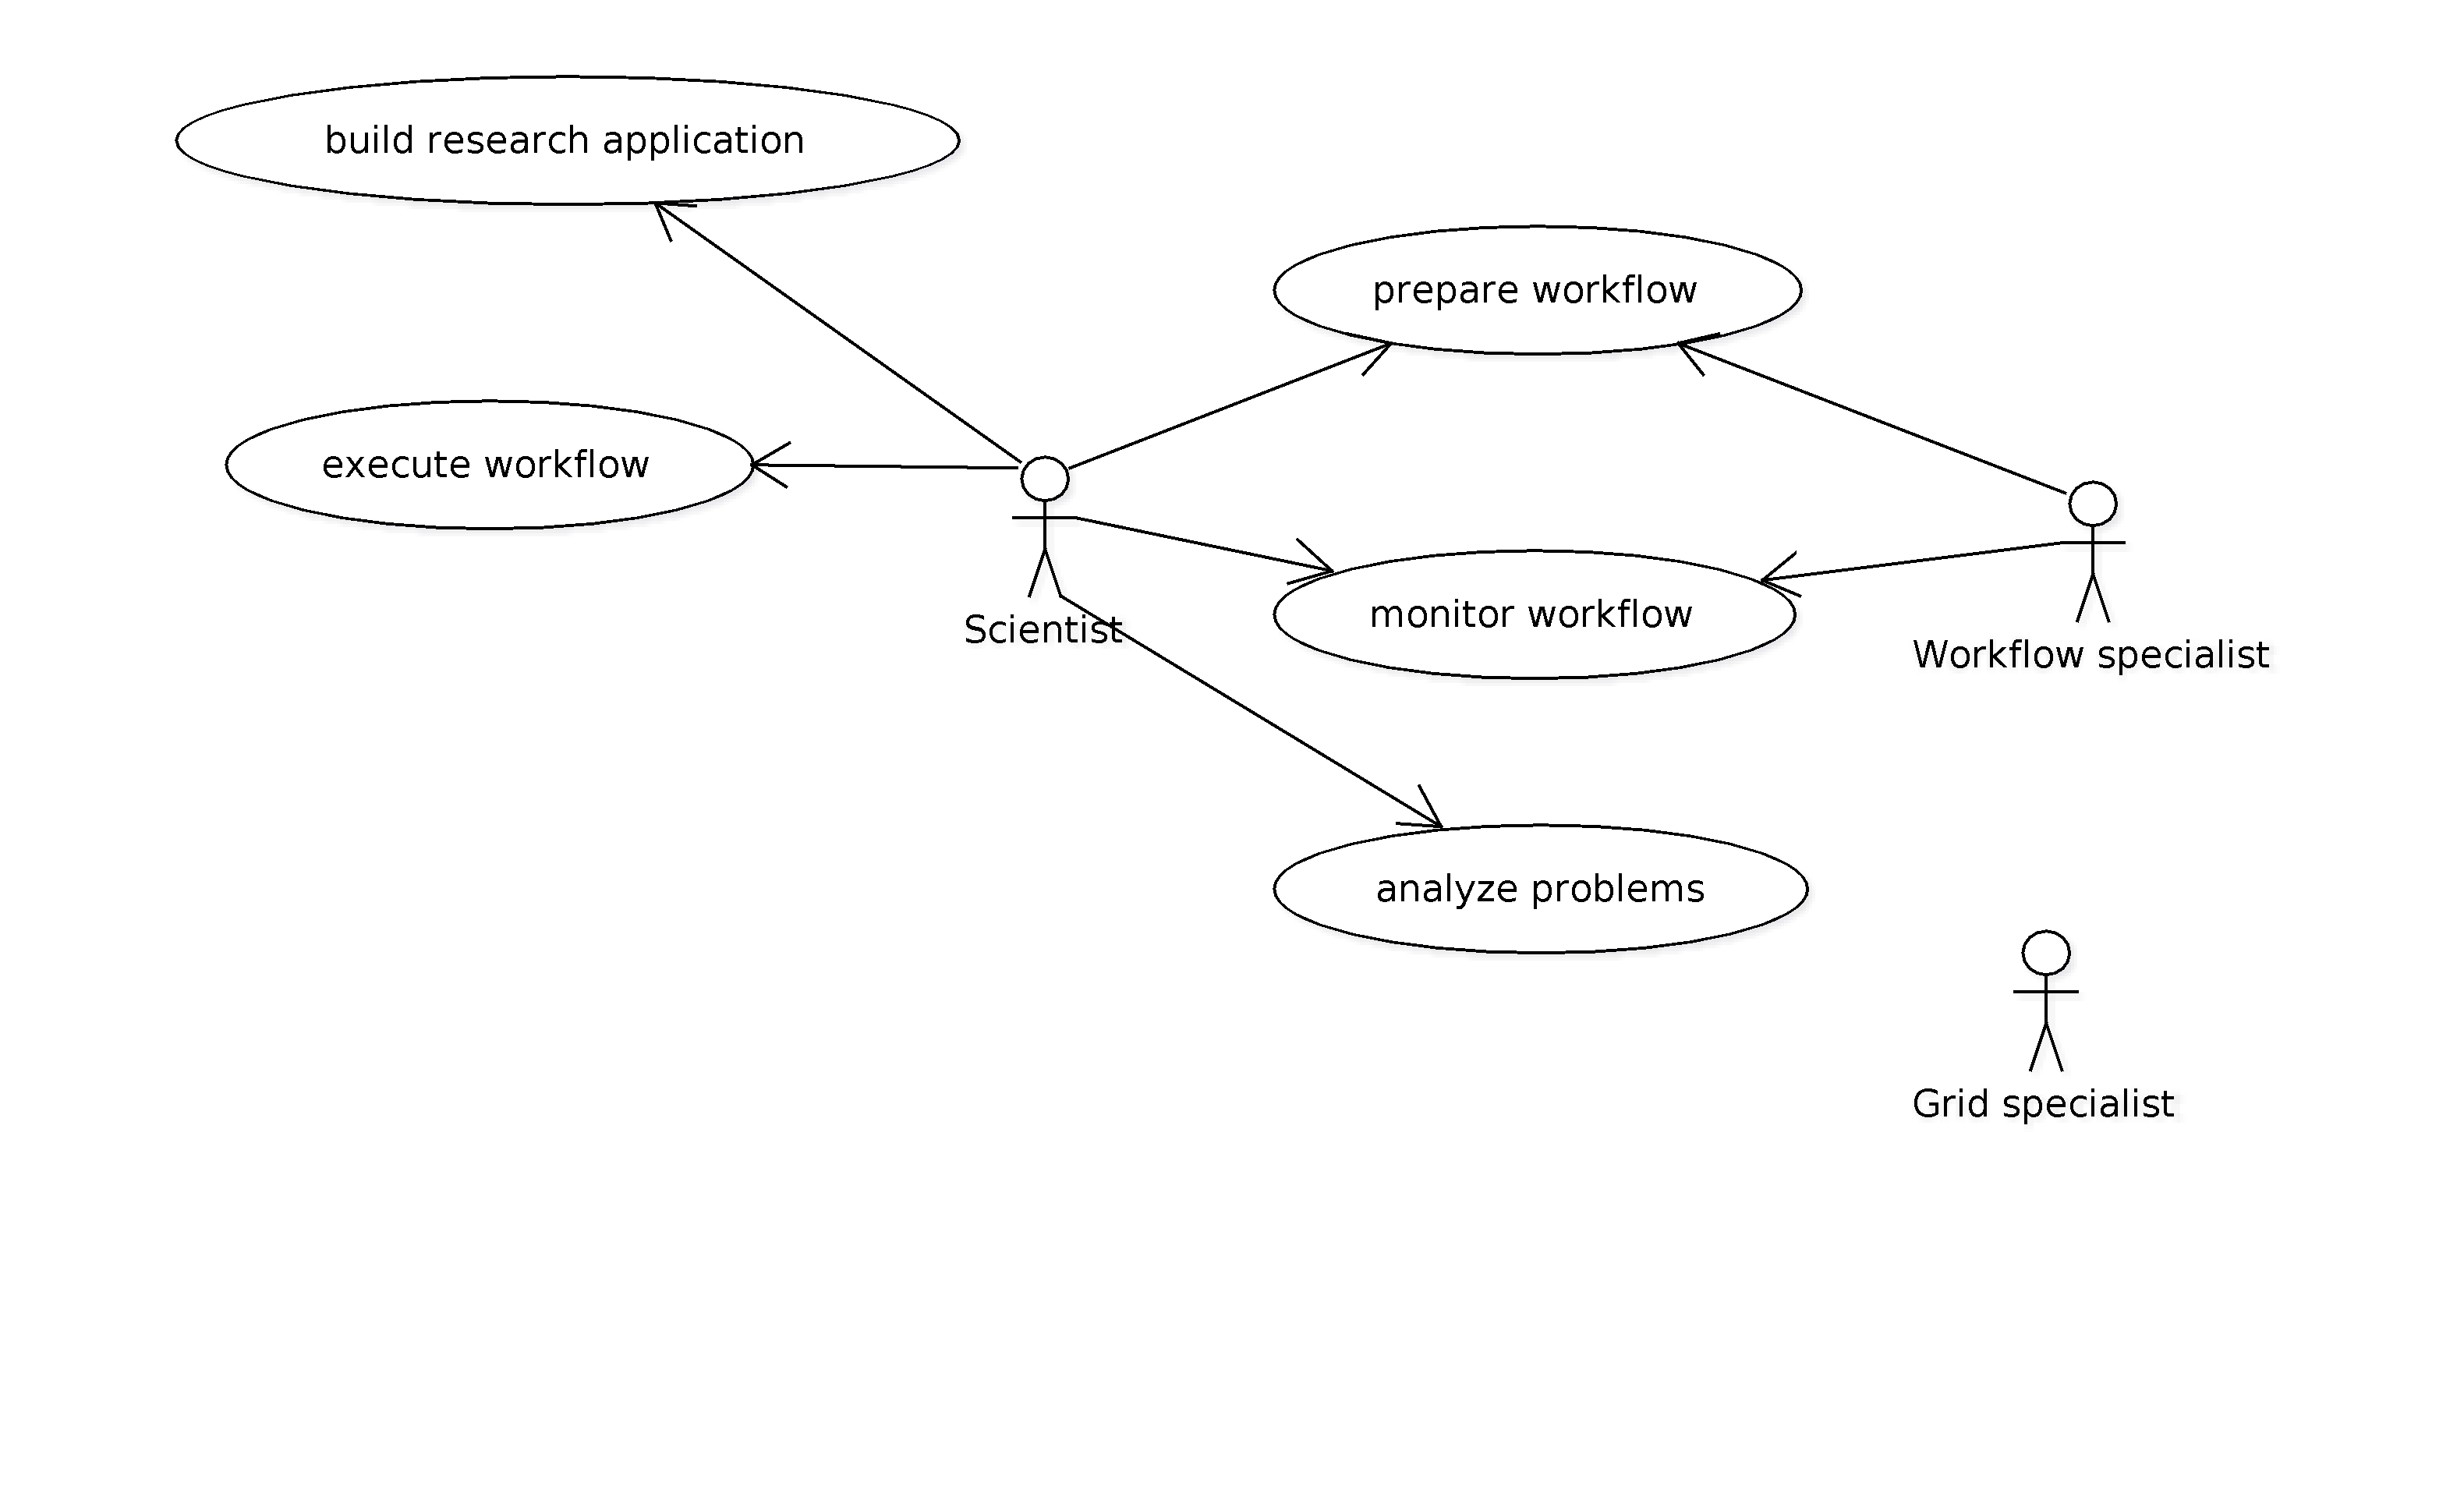 build research application
prepare workflow
execute workflow
Scientist
monitor workflow
Workflow specialist
analyze problems
Grid specialist